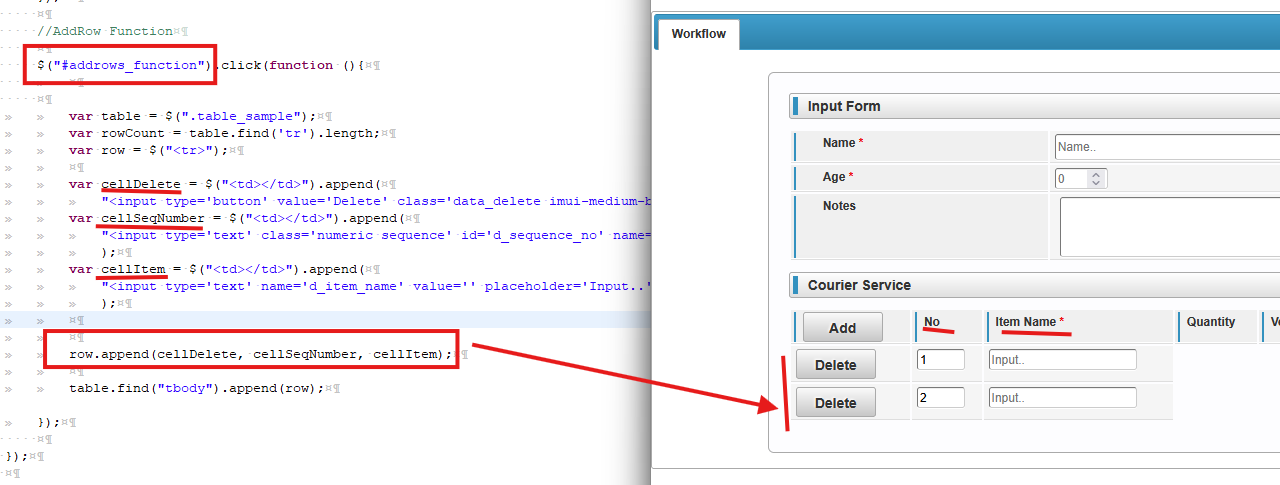 });
//AddRow Function
$("#addrows_function").click(function (){
var table = $(".table_sample");
var rowCount = table.find('tr').length;
var row = $("<tr>");
var cellDelete = $("<td></td>").append(
"<input type='button' value='Delete' class='data_delete imui-medium-b
var cellSeqNumber = $("<td></td>").append(
"<input type='text' class='numeric sequence' id='d_sequence_no' name=
);
var cellItem = $("<td></td>").append(
"<input type='text' name='d_item_name' value='' placeholder='Input..'
);
row.append(cellDelete, cellSeqNumber, cellItem);
table.find("tbody").append(row);
});
});
Workflow
Input Form
Name *
Name..
Age *
0
Notes
Courier Service
Add No Item Name * Quantity
Delete 1 Input..
Delete 2 Input..